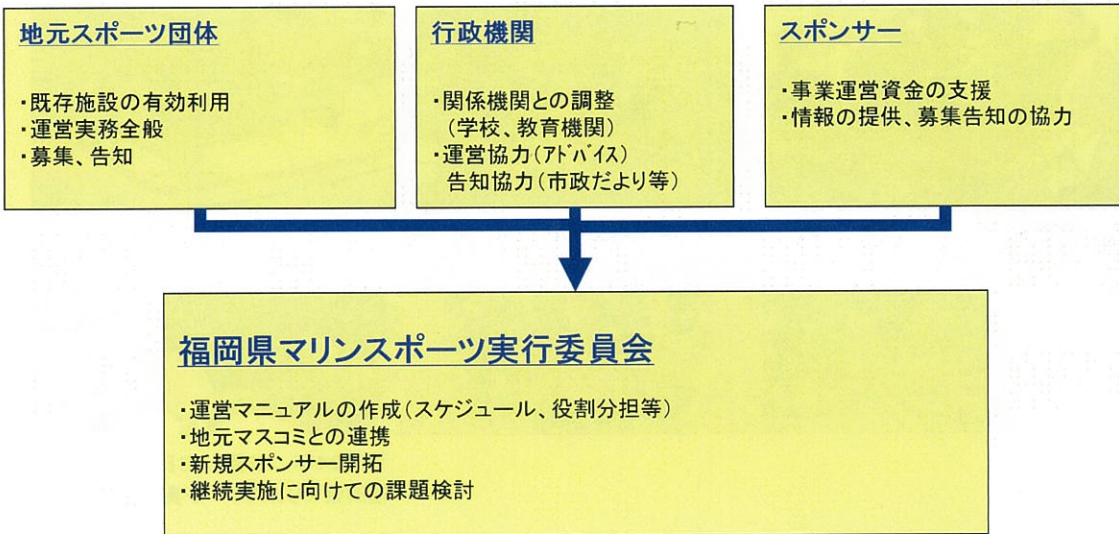 地元スポーツ団体
・既存施設の有効利用
・運営実務全般
・募集、告知
行政機関
・関係機関との調整
(学校、教育機関)
・運営協力(アドバイス)
告知協力(市政だより等)
スポンサー
・事業運営資金の支援
・情報の提供、募集告知の協力
福岡県マリンスポーツ実行委員会
・運営マニュアルの作成(スケジュール、役割分担等)
・地元マスコミとの連携
・新規スポンサー開拓
・継続実施に向けての課題検討